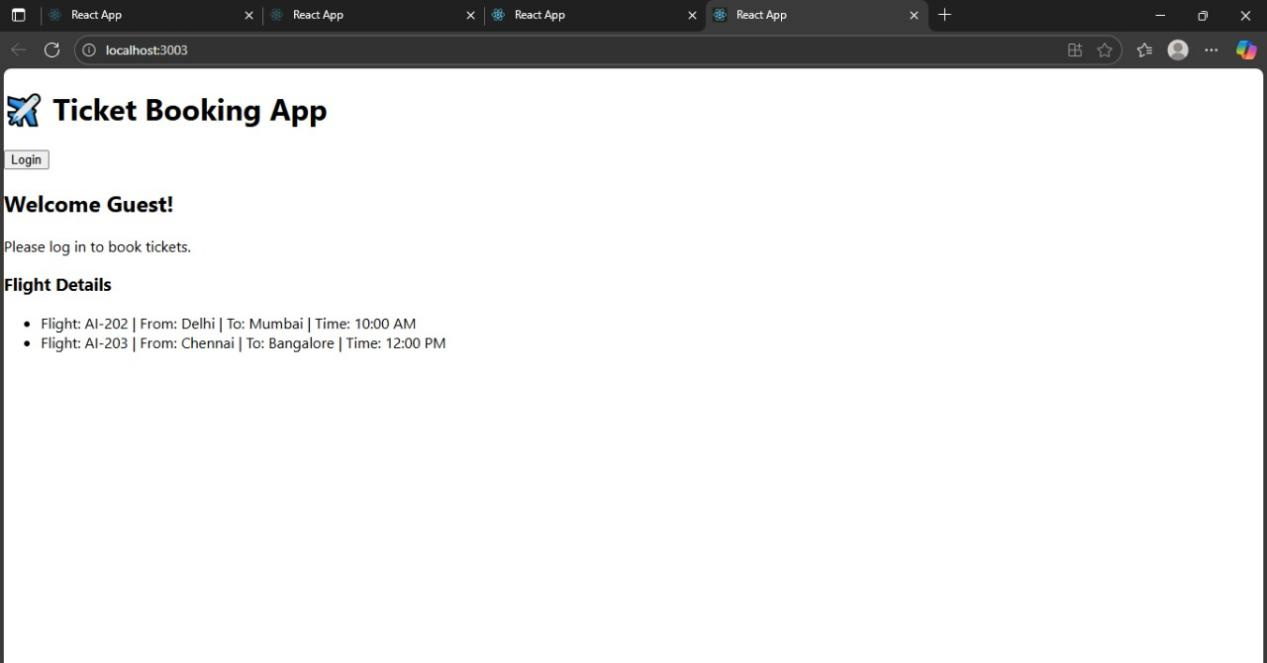 React App
React App
React App
React App
localhost:3003
Ticket Booking App
Login
Welcome Guest!
Please log in to book tickets.
Flight Details
• Flight: AI-202 | From: Delhi | To: Mumbai | Time: 10:00 AM
• Flight: AI-203 | From: Chennai | To: Bangalore | Time: 12:00 PM